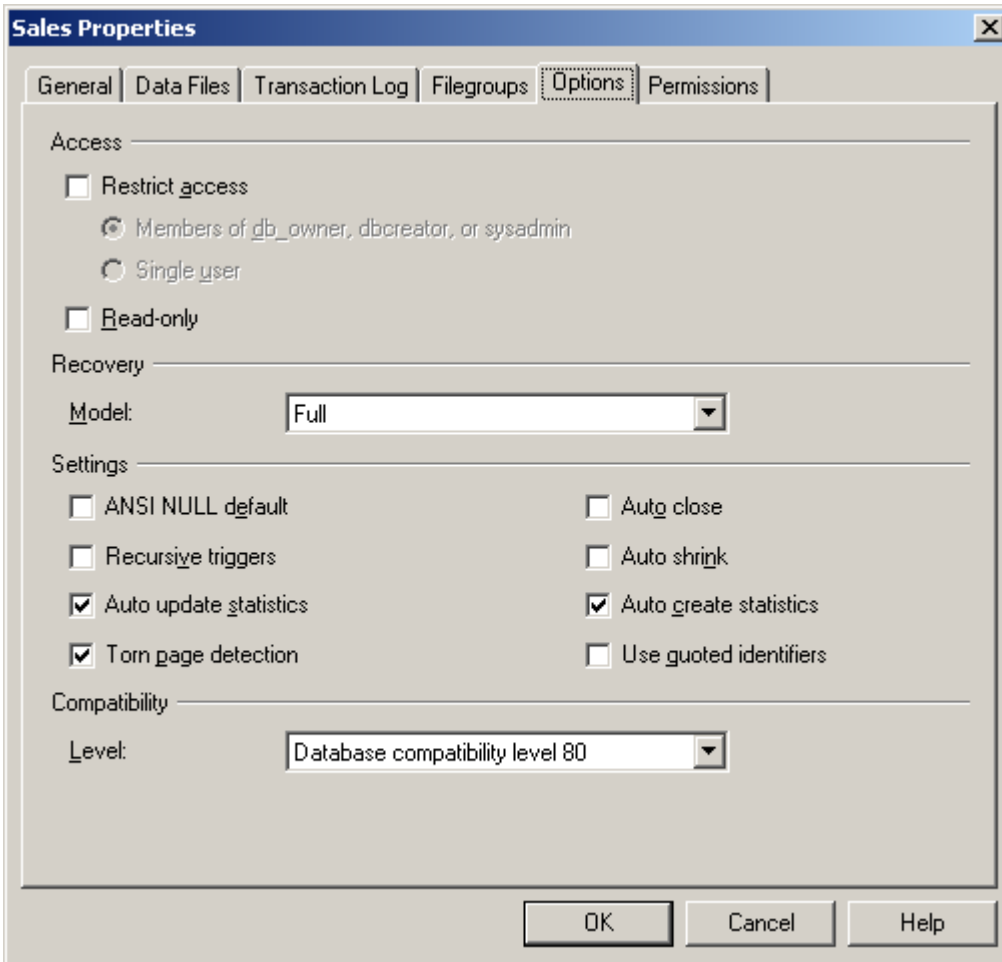 Sales Properties
General Data Files Transaction Log Filegroups Options Permissions
Access
Restrict access
Members of db_owner, dbcreator, or sysadmin
Single user
Read-only
Recovery
Model: Full
Settings
ANSI NULL default Auto close
Recursive triggers Auto shrink
Auto update statistics Auto create statistics
Torn page detection Use quoted identifiers
Compatibility
Level: Database compatibility level 80
OK Cancel Help